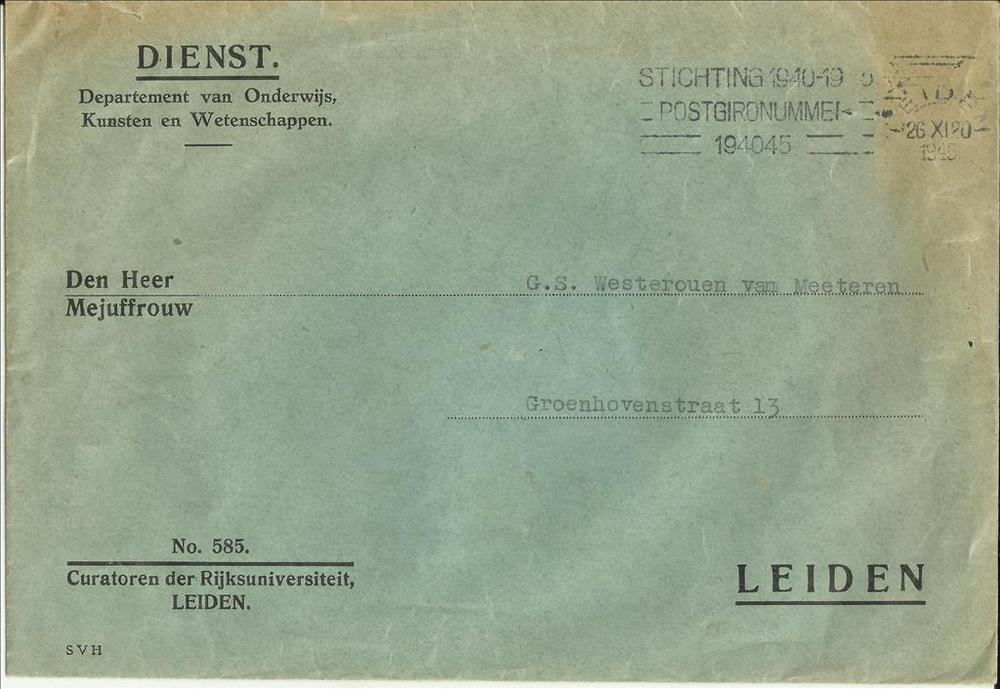 DIENST.
Departement van Onderwijs,
Kunsten en Wetenschappen.
STICHTING 1940-19
POSTGIRONUMMER
194045
26 XI 20
1945
Den Heer
Mejuffrouw
G.S. Westerouen van Meeteren
Groenhovenstraat 13
No. 585.
Curatoren der Rijksuniversiteit,
LEIDEN.
LEIDEN
SVH